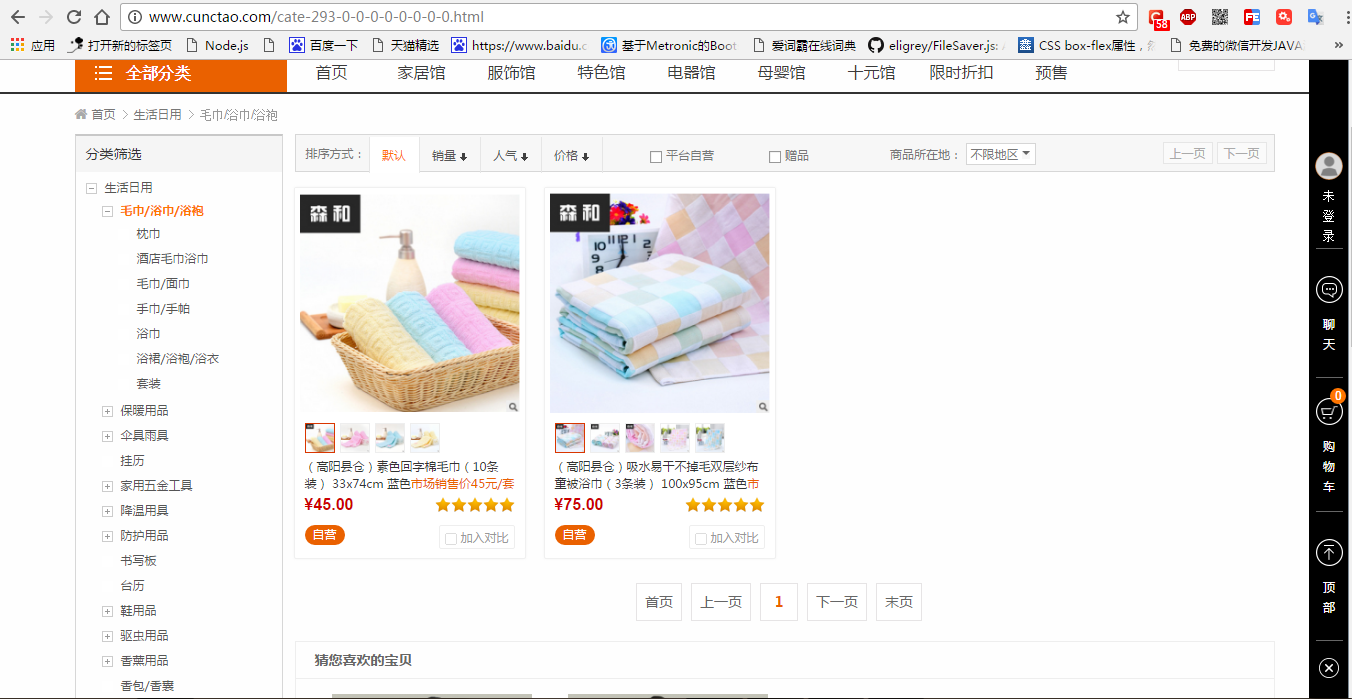 www.cunctao.com/cate-293-0-0-0-0-0-0-0-0.html
58
ABP
应用
打开新的标签页
Node.js
百度一下
天猫精选
https://www.baidu.c
基于Metronic的Boot
爱词霸在线词典
eligrey/FileSaver.js:
CSS box-flex属性，
免费的微信开发JAVA
»
全部分类
首页
家居馆
服饰馆
特色馆
电器馆
母婴馆
十元馆
限时折扣
预售
首页 > 生活日用 > 毛巾/浴巾/浴袍
分类筛选
生活日用
毛巾/浴巾/浴袍
枕巾
酒店毛巾浴巾
毛巾/面巾
手巾/手帕
浴巾
浴裙/浴袍/浴衣
套装
保暖用品
伞具雨具
挂历
家用五金工具
降温用具
防护用品
书写板
台历
鞋用品
驱虫用品
香薰用品
香包/香囊
排序方式：
默认
销量
人气
价格
平台自营
赠品
商品所在地：
不限地区
上一页
下一页
森和
（高阳县仓）素色回字棉毛巾（10条
装） 33x74cm 蓝色市场销售价45元/套
¥45.00
自营
加入对比
森和
10 11 12 1 2
9
8
（高阳县仓）吸水易干不掉毛双层纱布
童被浴巾（3条装） 100x95cm 蓝色市
¥75.00
自营
加入对比
首页
上一页
1
下一页
末页
猜您喜欢的宝贝
未
登
录
聊
天
0
购
物
车
顶
部